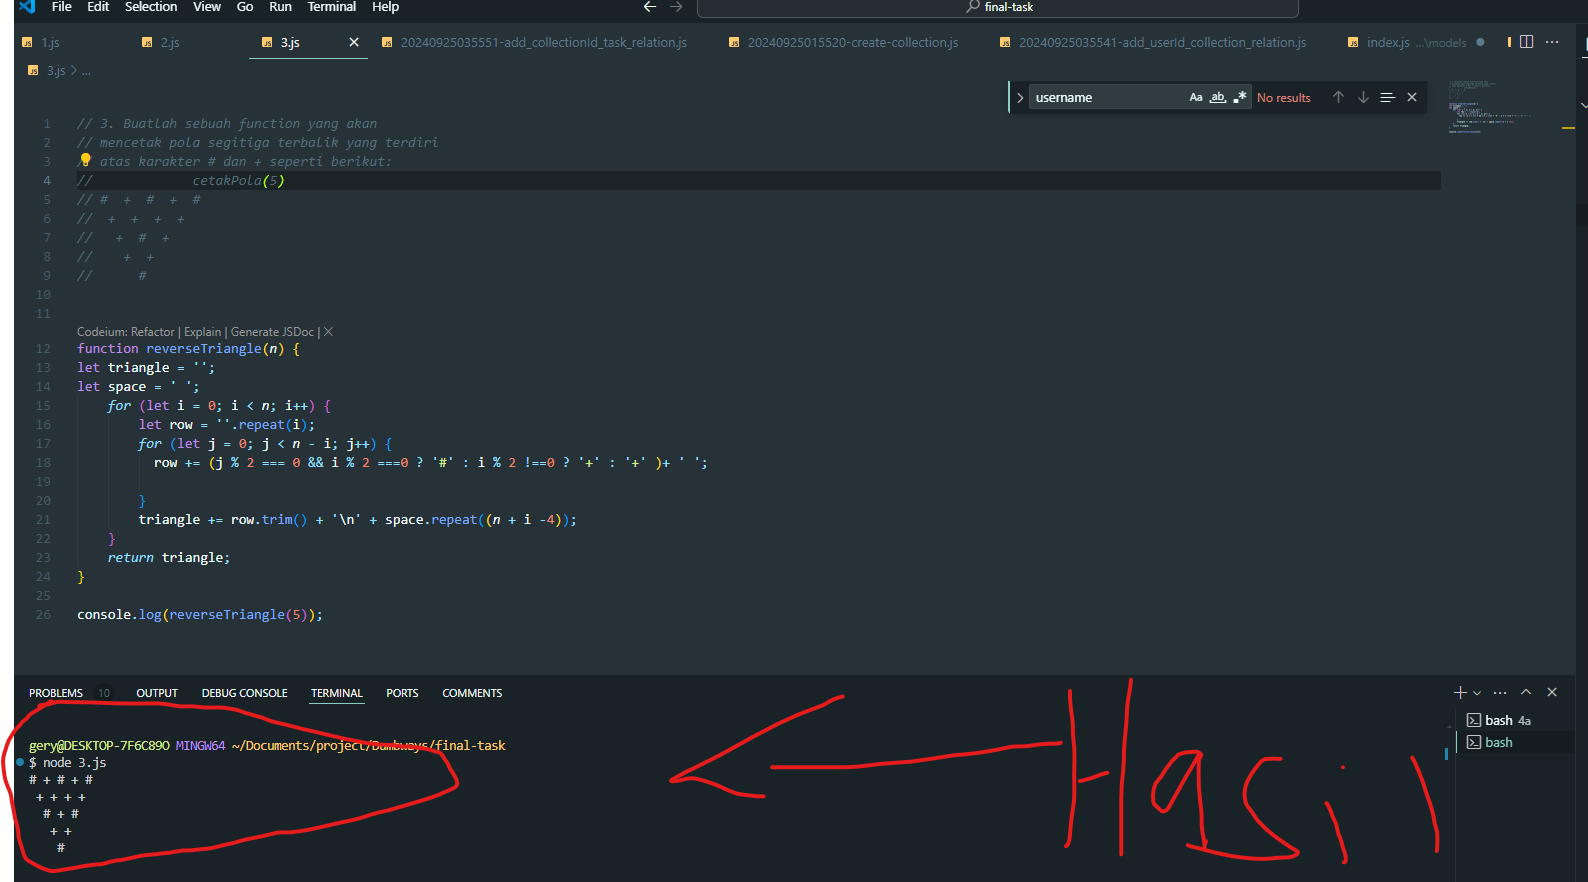 File Edit Selection View Go Run Terminal Help
final-task
1.js
2.js
3.js
20240925035551-add_collectionId_task_relation.js
20240925015520-create-collection.js
20240925035541-add_userId_collection_relation.js
index.js ...\models
3.js > ...
username
Aa ab .* No results
1 // 3. Buatlah sebuah function yang akan
2 // mencetak pola segitiga terbalik yang terdiri
3 // atas karakter # dan + seperti berikut:
4 //             cetakPola(5)
5 // #  +  #  +  #
6 //  +  +  +  +
7 //   +  #  +
8 //    +  +
9 //      #
10
11
Codeium: Refactor | Explain | Generate JSDoc | X
12 function reverseTriangle(n) {
13 let triangle = '';
14 let space = ' ';
15     for (let i = 0; i < n; i++) {
16         let row = ''.repeat(i);
17         for (let j = 0; j < n - i; j++) {
18           row += (j % 2 === 0 && i % 2 ===0 ? '#' : i % 2 !==0 ? '+' : '+' )+ ' ';
19
20         }
21         triangle += row.trim() + '\n' + space.repeat((n + i -4));
22     }
23     return triangle;
24 }
25
26 console.log(reverseTriangle(5));
PROBLEMS 10 OUTPUT DEBUG CONSOLE TERMINAL PORTS COMMENTS
gery@DESKTOP-7F6C89O MINGW64 ~/Documents/project/Dumbways/final-task
$ node 3.js
# + # + #
 + + + +
  # + #
   + +
    #
bash 4a
bash
Hasil